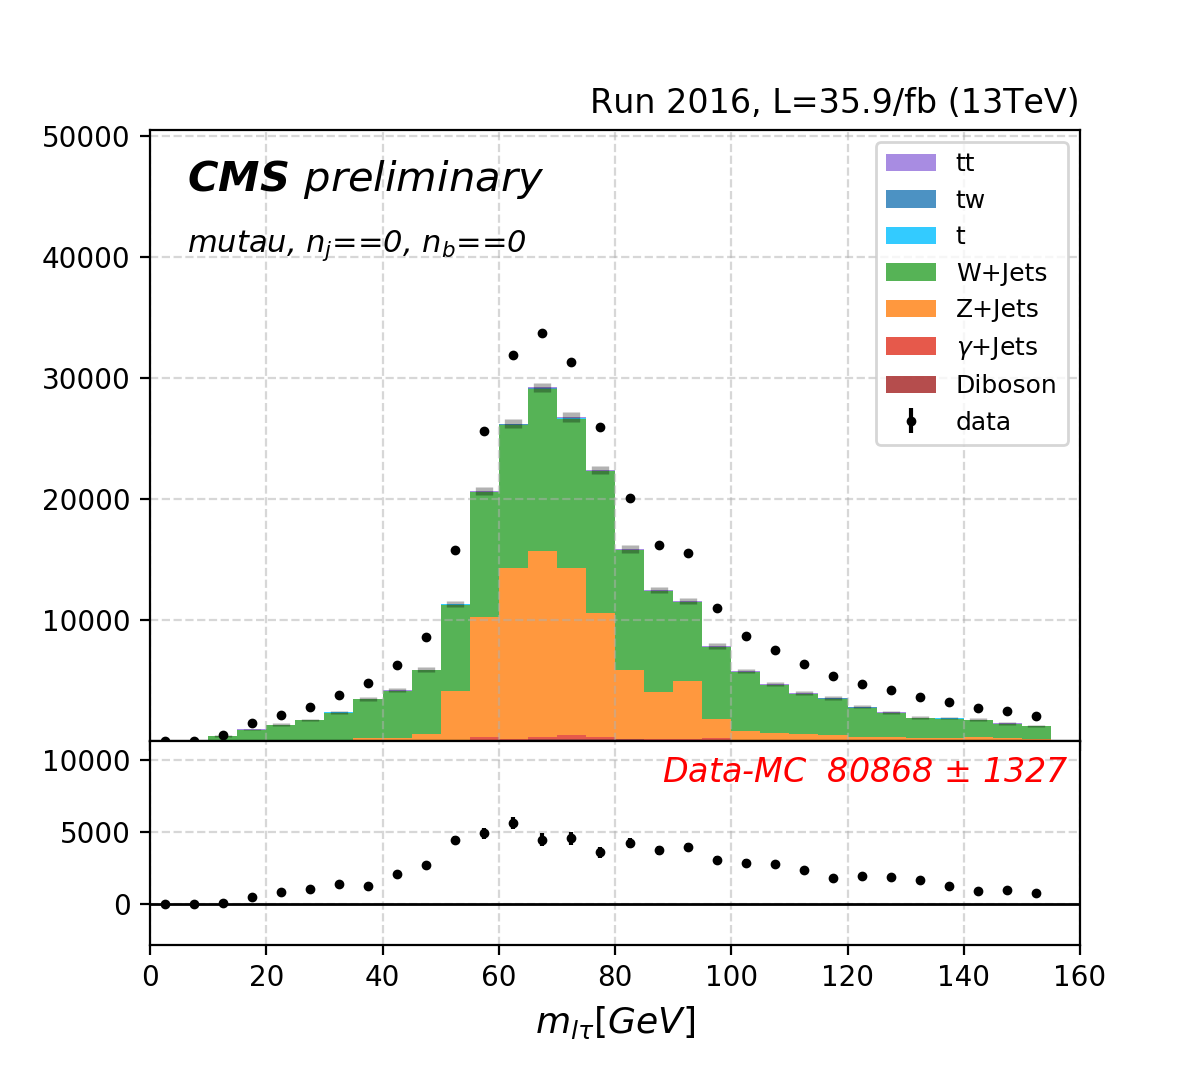 Run 2016, L=35.9/fb (13TeV)
50000
CMS preliminary
mutau, n_j==0, n_b==0
40000
30000
20000
10000
tt
tw
t
W+Jets
Z+Jets
γ+Jets
Diboson
data
Data-MC 80868 ± 1327
10000
5000
0
0 20 40 60 80 100 120 140 160
m_{lτ}[GeV]